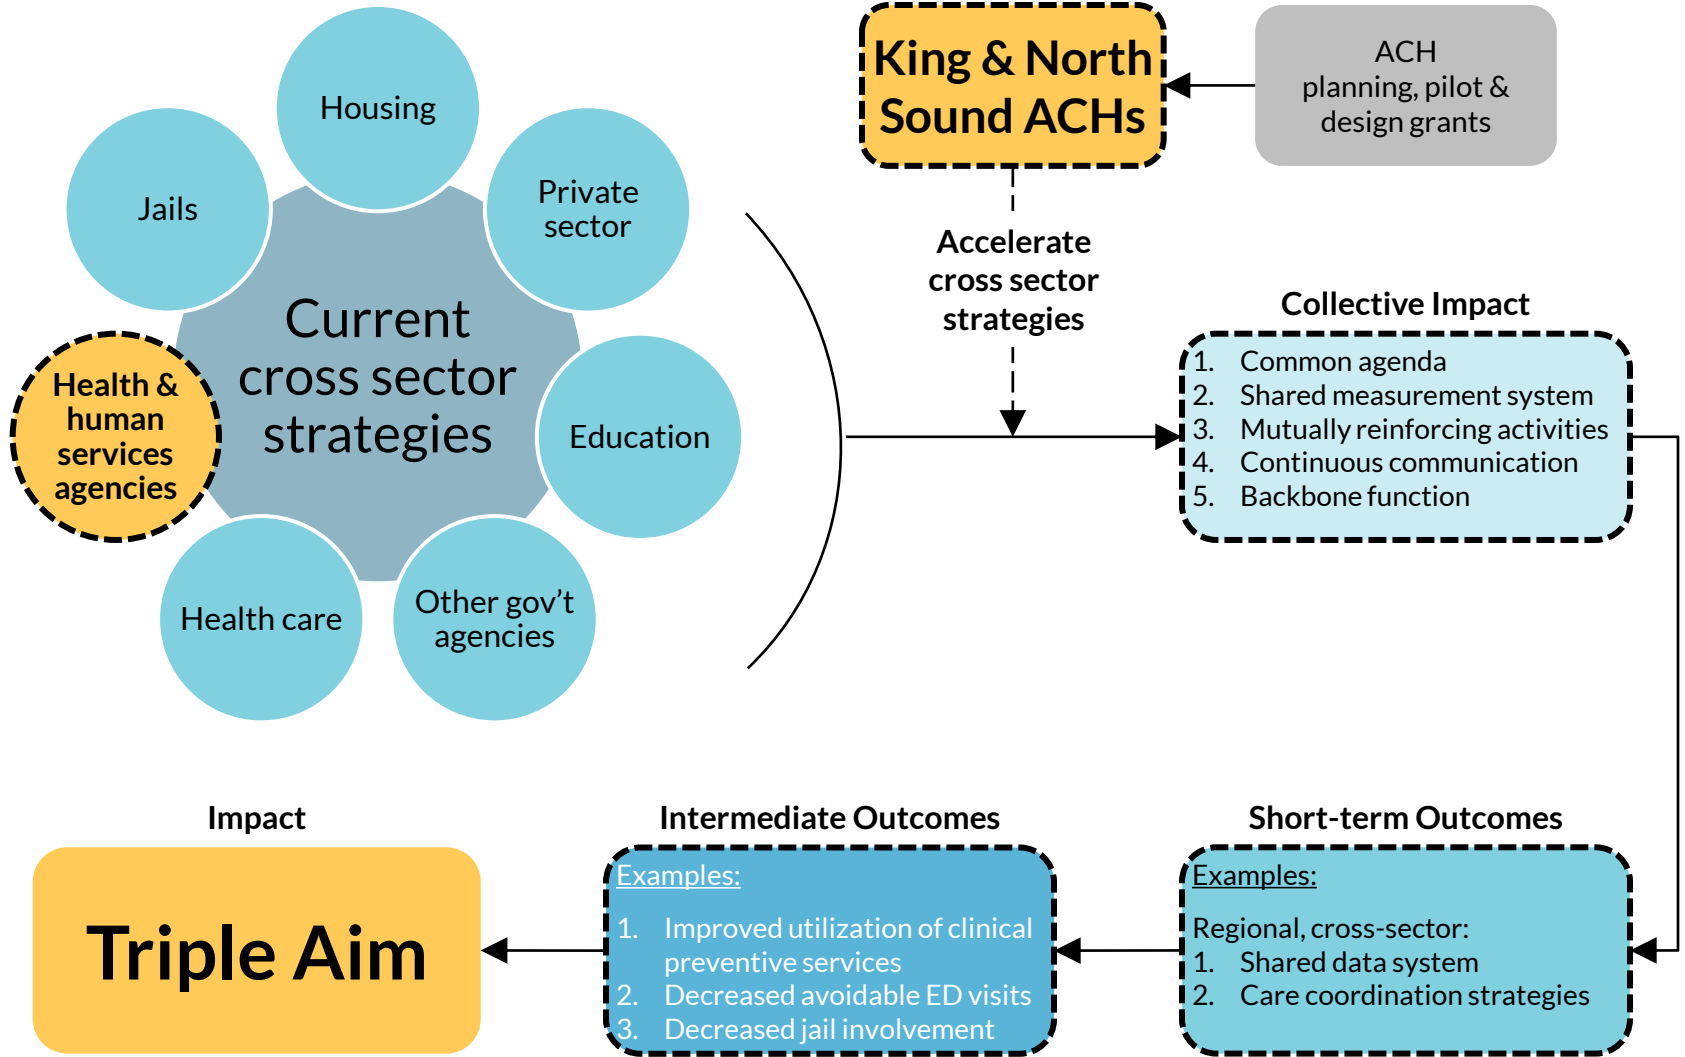 Housing
Jails
Private
sector
Current
cross sector
strategies
Health &
human
services
agencies
Education
Health care
Other gov’t
agencies
King & North
Sound ACHs
ACH
planning, pilot &
design grants
Accelerate
cross sector
strategies
Collective Impact
1. Common agenda
2. Shared measurement system
3. Mutually reinforcing activities
4. Continuous communication
5. Backbone function
Short-term Outcomes
Examples:
Regional, cross-sector:
1. Shared data system
2. Care coordination strategies
Intermediate Outcomes
Examples:
1. Improved utilization of clinical
preventive services
2. Decreased avoidable ED visits
3. Decreased jail involvement
Impact
Triple Aim